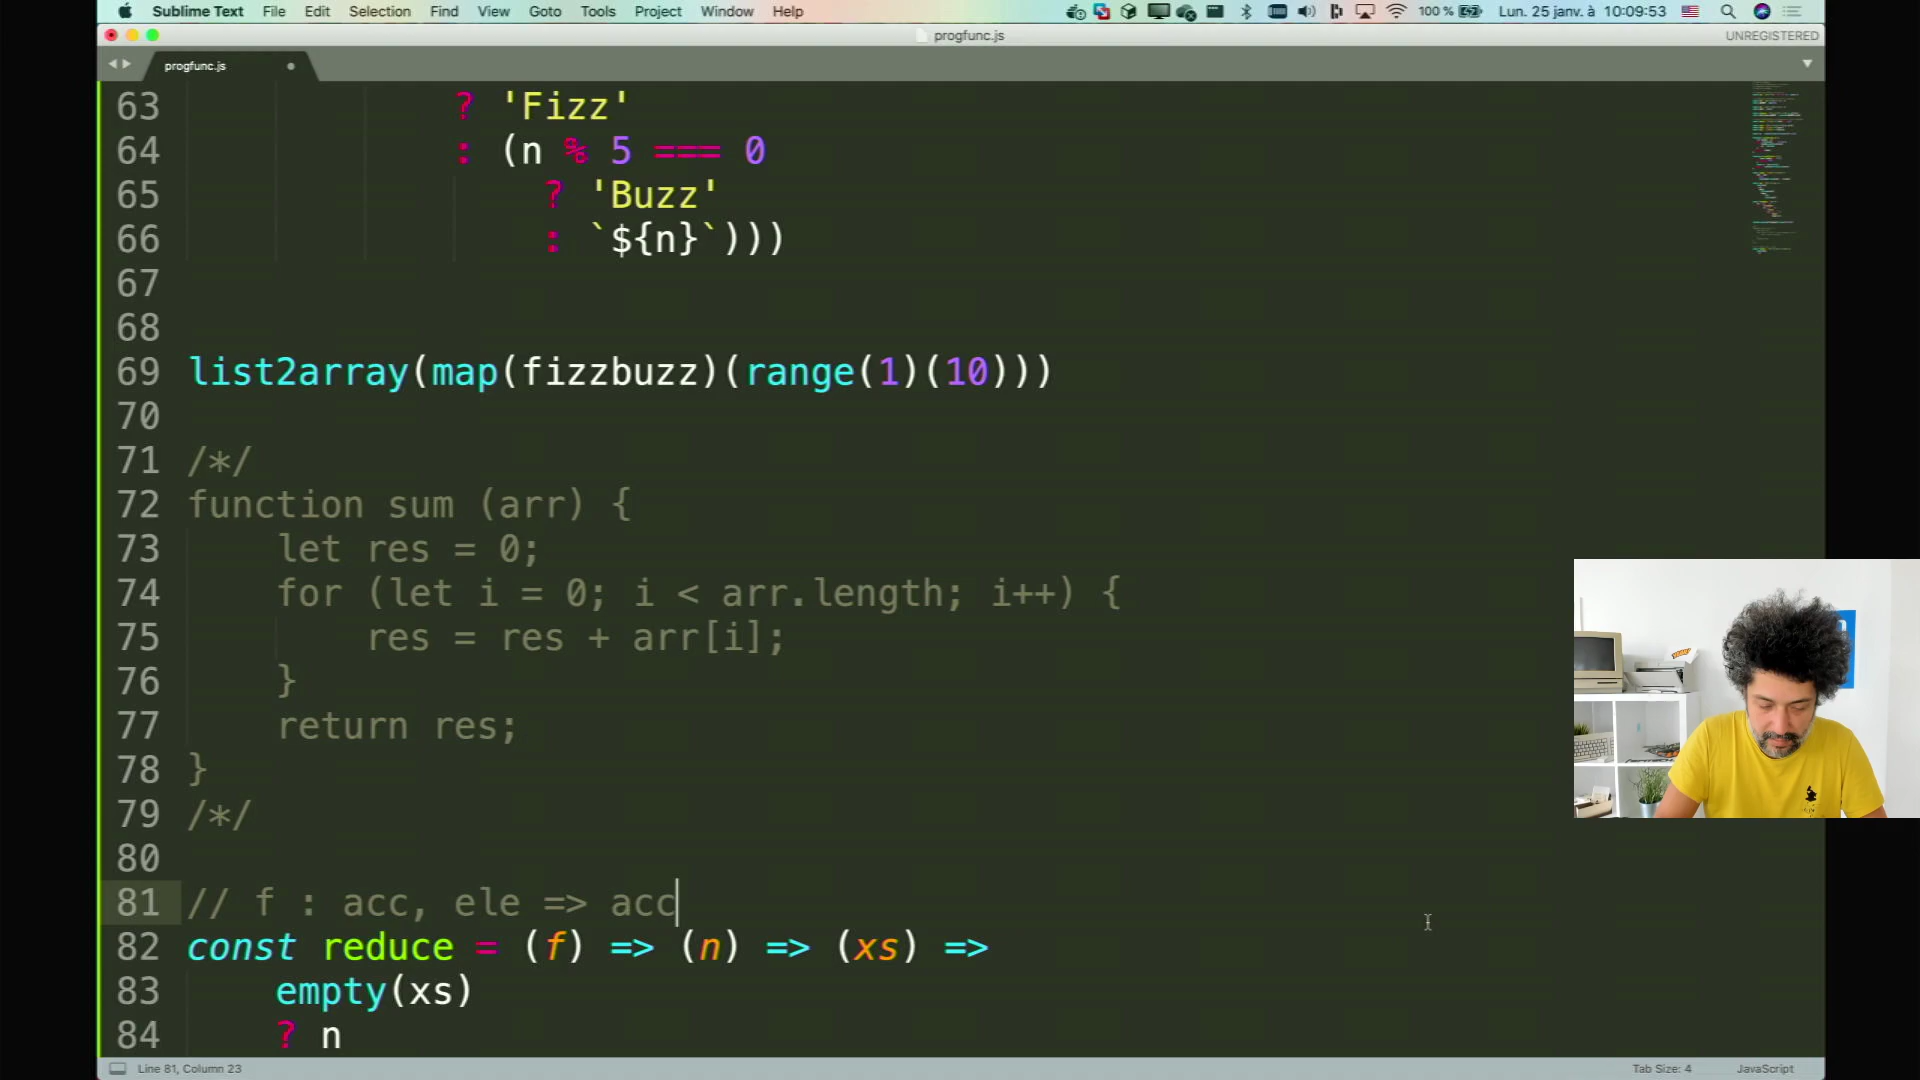 Sublime Text File Edit Selection Find View Goto Tools Project Window Help 100 % Lun. 25 janv. à 10:09:53
progfunc.js UNREGISTERED
progfunc.js
63 ? 'Fizz'
64 : (n % 5 === 0
65 ? 'Buzz'
66 : `${n}`)))
67
68
69 list2array(map(fizzbuzz)(range(1)(10)))
70
71 /*/
72 function sum (arr) {
73 let res = 0;
74 for (let i = 0; i < arr.length; i++) {
75 res = res + arr[i];
76 }
77 return res;
78 }
79 /*/
80
81 // f : acc, ele => acc
82 const reduce = (f) => (n) => (xs) =>
83 empty(xs)
84 ? n
Line 81, Column 23 Tab Size: 4 JavaScript